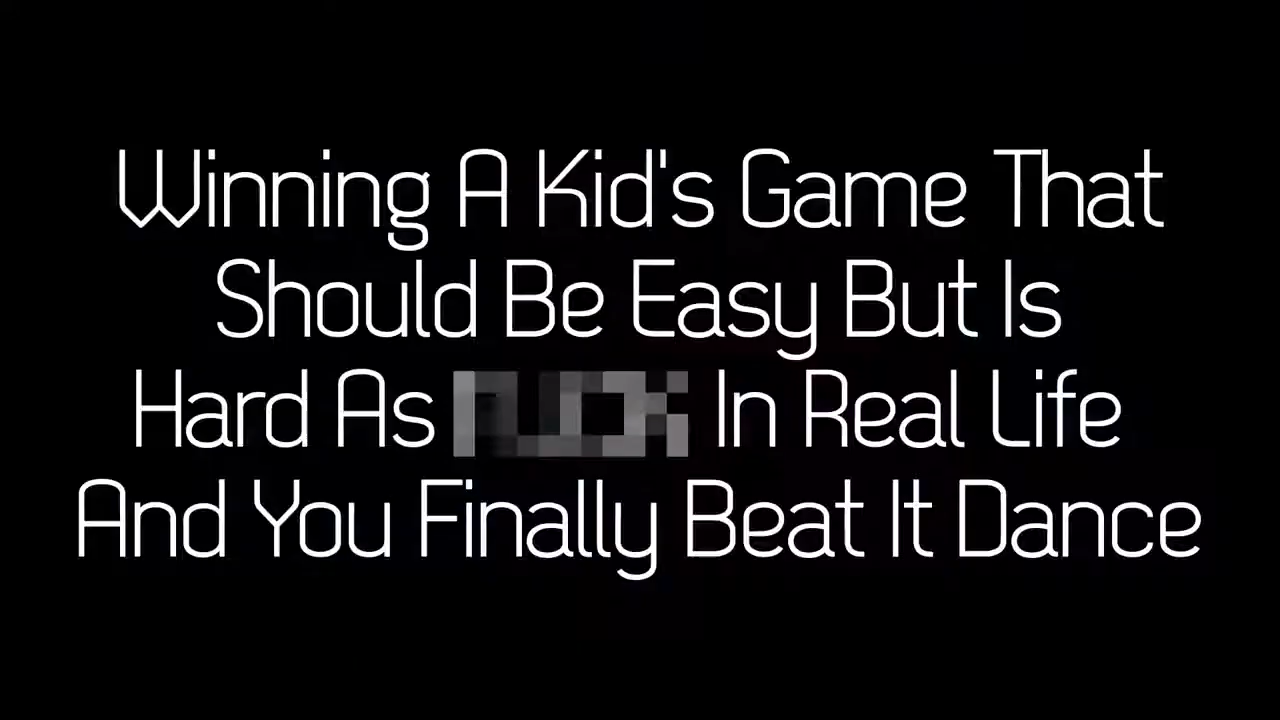 Winning A Kid's Game That
Should Be Easy But Is
Hard As In Real Life
And You Finally Beat It Dance